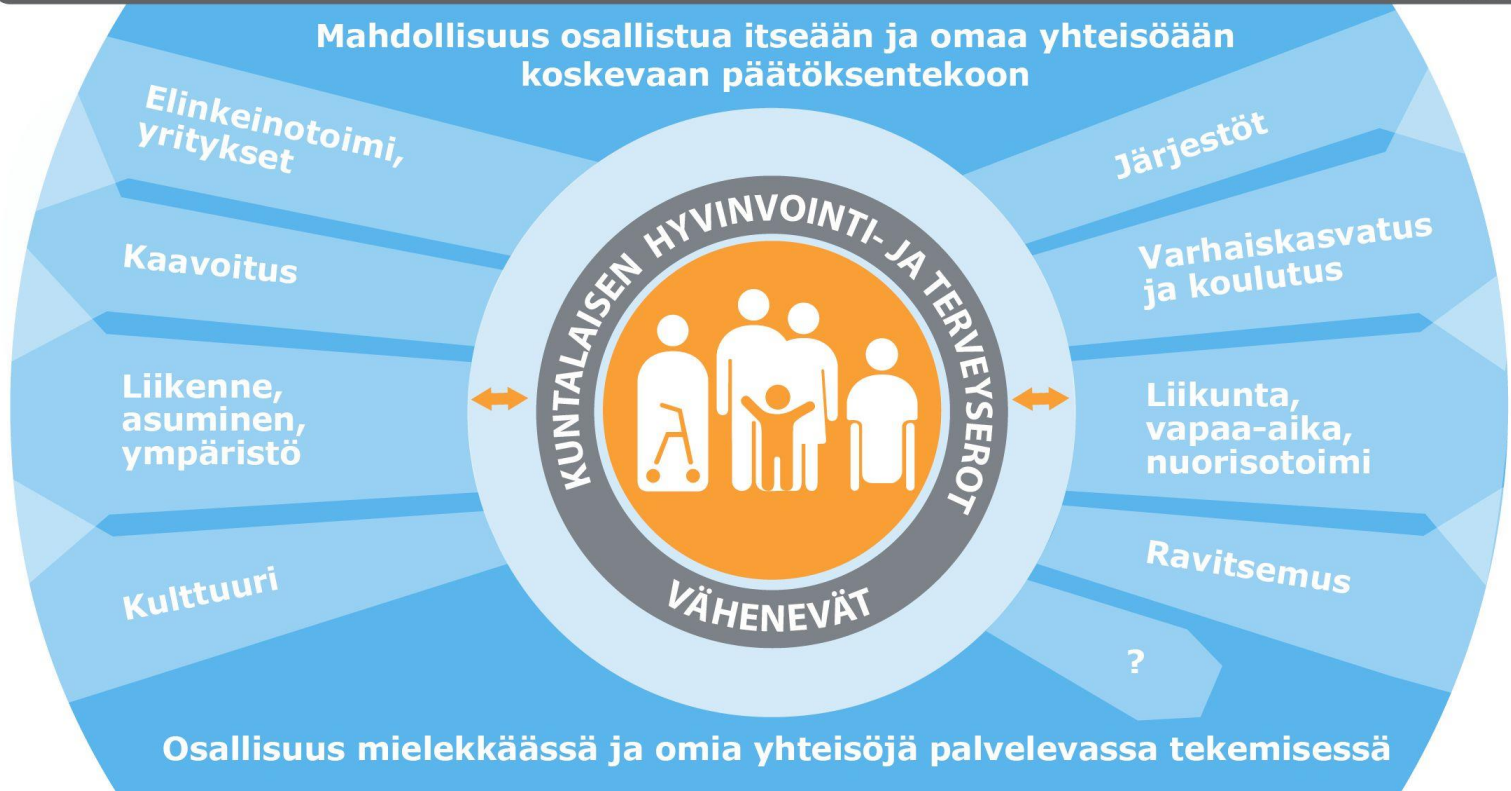 Mahdollisuus osallistua itseään ja omaa yhteisöään
koskevaan päätöksentekoon
Elinkeinotoimi,
yritykset
Kaavoitus
Liikenne,
asuminen,
ympäristö
Kulttuuri
KUNTALAISEN HYVINVOINTI- JA TERVEYSEROT
VÄHENEVÄT
Järjestöt
Varhaiskasvatus
ja koulutus
Liikunta,
vapaa-aika,
nuorisotoimi
Ravitsemus
?
Osallisuus mielekkäässä ja omia yhteisöjä palvelevassa tekemisessä